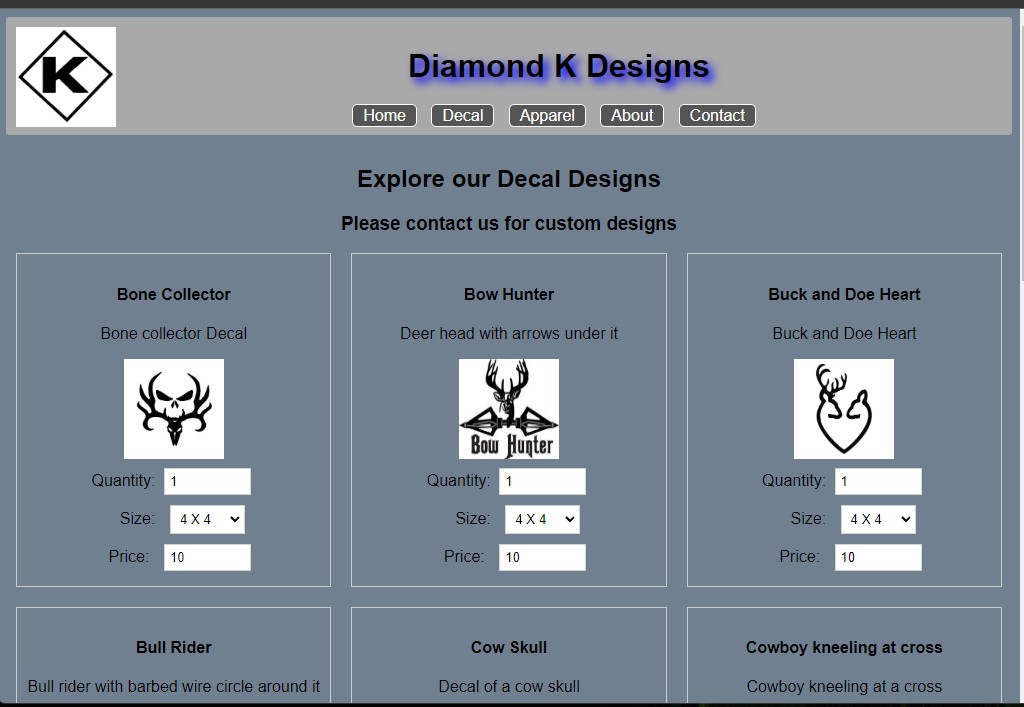 K
Diamond K Designs
Home Decal Apparel About Contact
Explore our Decal Designs
Please contact us for custom designs
Bone Collector
Bone collector Decal
Quantity: 1
Size: 4 X 4
Price: 10
Bow Hunter
Deer head with arrows under it
Bow Hunter
Quantity: 1
Size: 4 X 4
Price: 10
Buck and Doe Heart
Buck and Doe Heart
Quantity: 1
Size: 4 X 4
Price: 10
Bull Rider
Bull rider with barbed wire circle around it
Cow Skull
Decal of a cow skull
Cowboy kneeling at cross
Cowboy kneeling at a cross